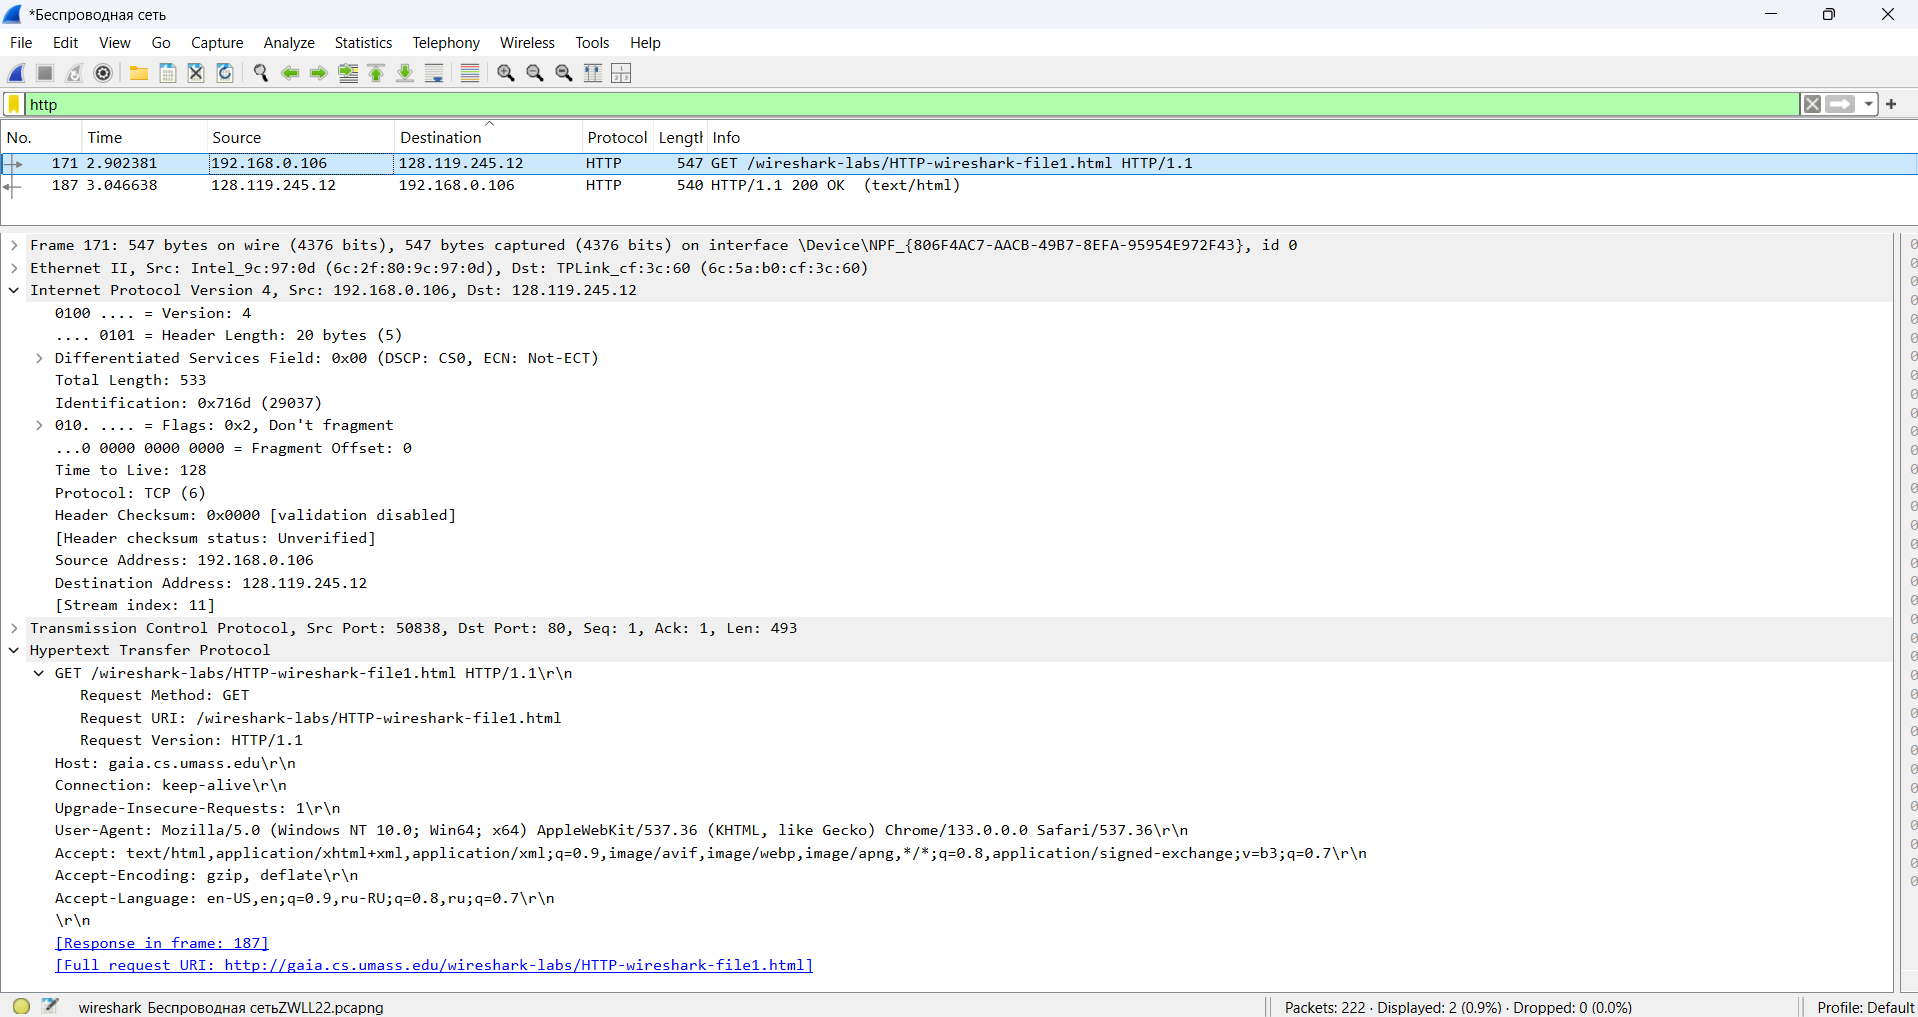 *Беспроводная сеть
File Edit View Go Capture Analyze Statistics Telephony Wireless Tools Help
http
No. Time Source Destination Protocol Length Info
171 2.902381 192.168.0.106 128.119.245.12 HTTP 547 GET /wireshark-labs/HTTP-wireshark-file1.html HTTP/1.1
187 3.046638 128.119.245.12 192.168.0.106 HTTP 540 HTTP/1.1 200 OK (text/html)
Frame 171: 547 bytes on wire (4376 bits), 547 bytes captured (4376 bits) on interface \Device\NPF_{806F4AC7-AACB-49B7-8EFA-95954E972F43}, id 0
Ethernet II, Src: Intel_9c:97:0d (6c:2f:80:9c:97:0d), Dst: TPLink_cf:3c:60 (6c:5a:b0:cf:3c:60)
Internet Protocol Version 4, Src: 192.168.0.106, Dst: 128.119.245.12
0100 .... = Version: 4
.... 0101 = Header Length: 20 bytes (5)
Differentiated Services Field: 0x00 (DSCP: CS0, ECN: Not-ECT)
Total Length: 533
Identification: 0x716d (29037)
010. .... = Flags: 0x2, Don't fragment
...0 0000 0000 0000 = Fragment Offset: 0
Time to Live: 128
Protocol: TCP (6)
Header Checksum: 0x0000 [validation disabled]
[Header checksum status: Unverified]
Source Address: 192.168.0.106
Destination Address: 128.119.245.12
[Stream index: 11]
Transmission Control Protocol, Src Port: 50838, Dst Port: 80, Seq: 1, Ack: 1, Len: 493
Hypertext Transfer Protocol
GET /wireshark-labs/HTTP-wireshark-file1.html HTTP/1.1\r\n
Request Method: GET
Request URI: /wireshark-labs/HTTP-wireshark-file1.html
Request Version: HTTP/1.1
Host: gaia.cs.umass.edu\r\n
Connection: keep-alive\r\n
Upgrade-Insecure-Requests: 1\r\n
User-Agent: Mozilla/5.0 (Windows NT 10.0; Win64; x64) AppleWebKit/537.36 (KHTML, like Gecko) Chrome/133.0.0.0 Safari/537.36\r\n
Accept: text/html,application/xhtml+xml,application/xml;q=0.9,image/avif,image/webp,image/apng,*/*;q=0.8,application/signed-exchange;v=b3;q=0.7\r\n
Accept-Encoding: gzip, deflate\r\n
Accept-Language: en-US,en;q=0.9,ru-RU;q=0.8,ru;q=0.7\r\n
\r\n
[Response in frame: 187]
[Full request URI: http://gaia.cs.umass.edu/wireshark-labs/HTTP-wireshark-file1.html]
wireshark_Беспроводная сетьZWLL22.pcapng Packets: 222 · Displayed: 2 (0.9%) · Dropped: 0 (0.0%) Profile: Default